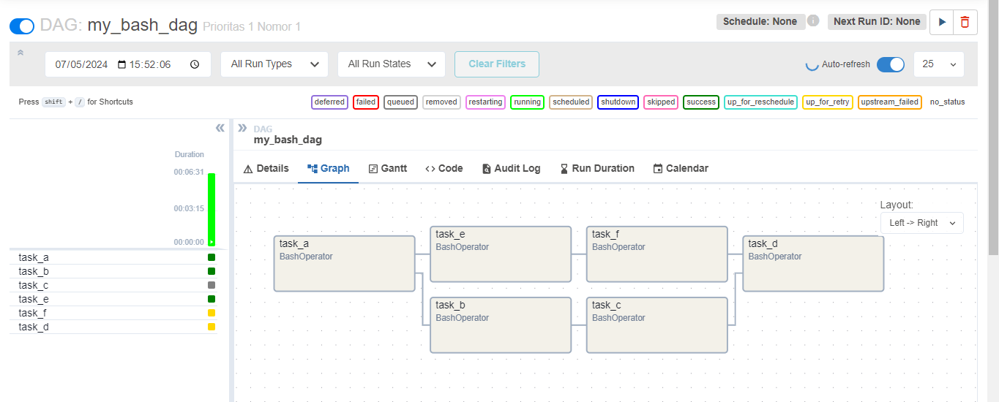 DAG: my_bash_dag Prioritas 1 Nomor 1
Schedule: None
Next Run ID: None
07/05/2024 15:52:06
All Run Types
All Run States
Clear Filters
Auto-refresh
25
Press shift + / for Shortcuts
deferred failed queued removed restarting running scheduled shutdown skipped success up_for_reschedule up_for_retry upstream_failed no_status
Duration
00:06:31
00:03:15
00:00:00
task_a
task_b
task_c
task_e
task_f
task_d
DAG
my_bash_dag
Details Graph Gantt Code Audit Log Run Duration Calendar
Layout:
Left -> Right
task_a
BashOperator
task_e
BashOperator
task_f
BashOperator
task_d
BashOperator
task_b
BashOperator
task_c
BashOperator